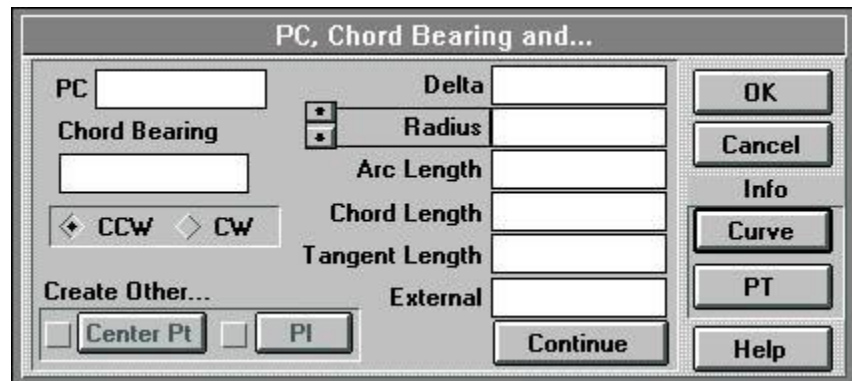 PC, Chord Bearing and...
PC
Chord Bearing
CCW CW
Create Other...
Center Pt PI
Delta
Radius
Arc Length
Chord Length
Tangent Length
External
Continue
OK
Cancel
Info
Curve
PT
Help